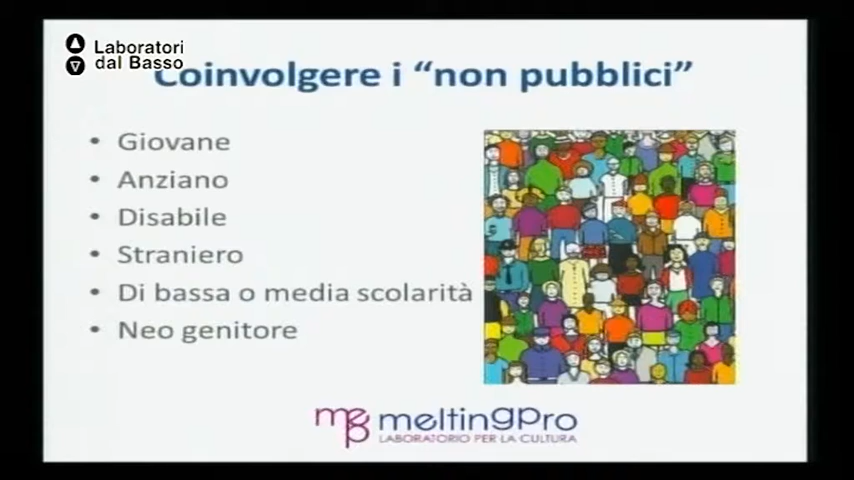 Laboratori
dal Basso
Coinvolgere i “non pubblici”
• Giovane
• Anziano
• Disabile
• Straniero
• Di bassa o media scolarità
• Neo genitore
mep meltingpro
LABORATORIO PER LA CULTURA